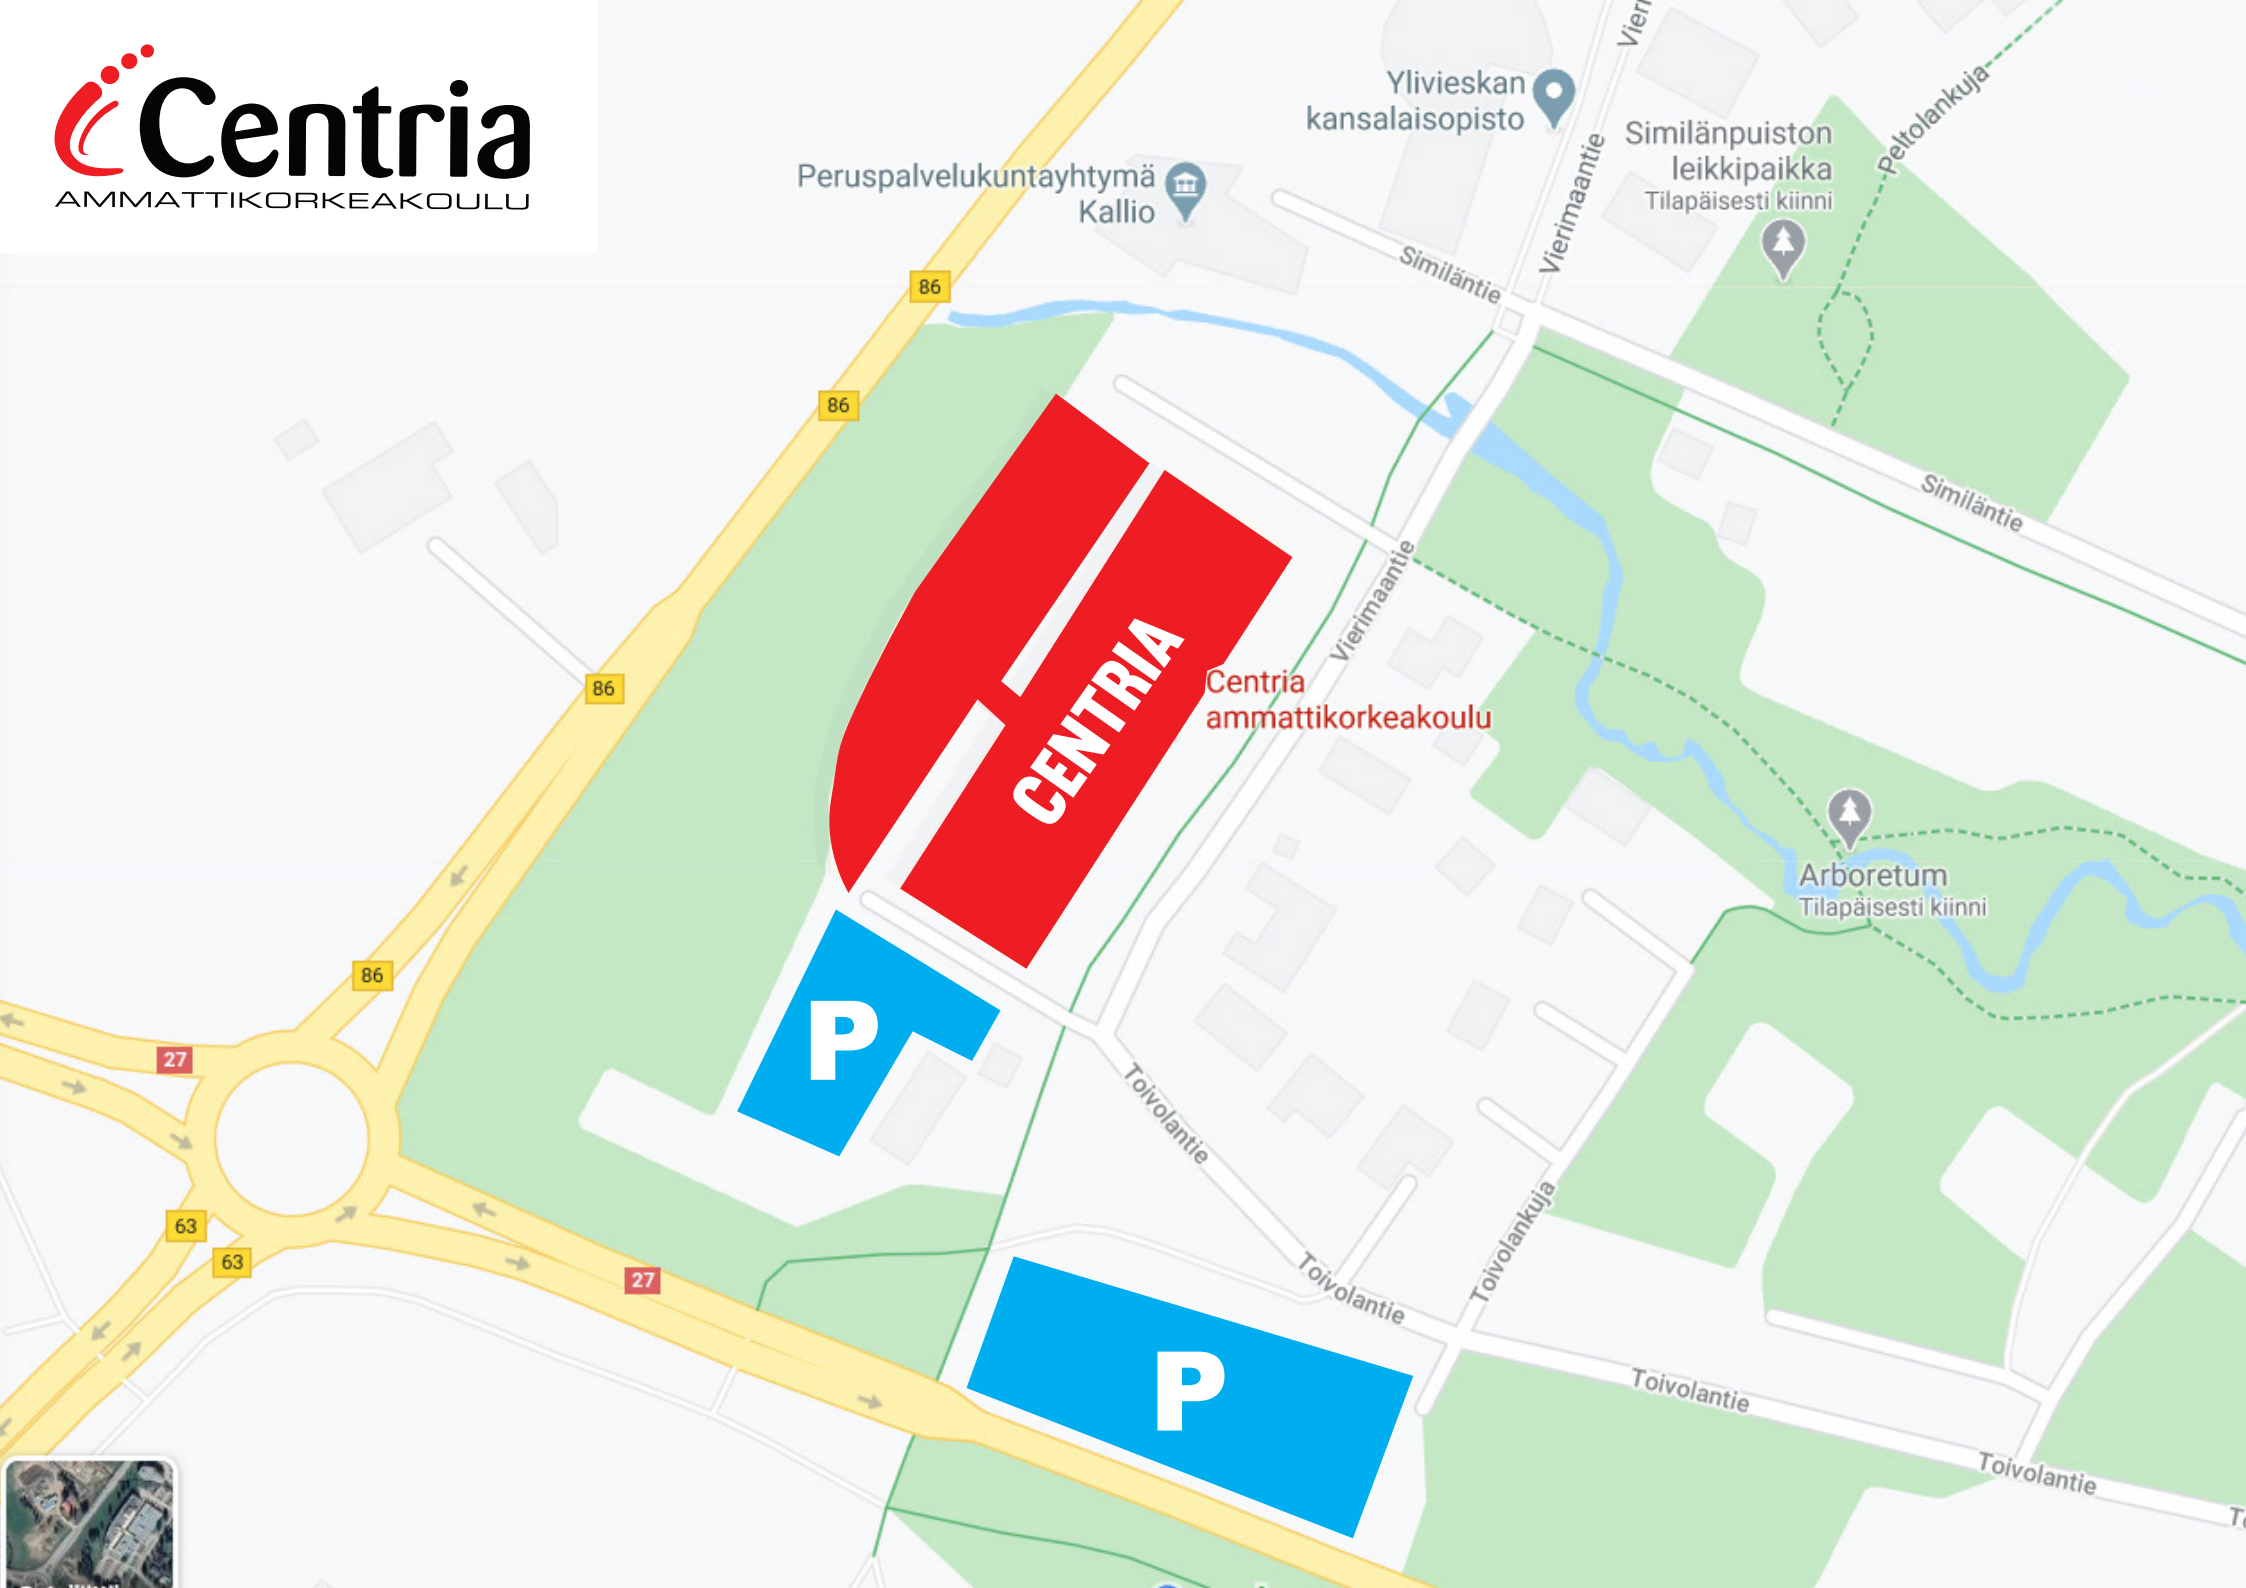 Centria
AMMATTIKORKEAKOULU
Ylivieskan
kansalaisopisto
Peruspalvelukuntayhtymä
Kallio
Similänpuiston
leikkipaikka
Tilapäisesti kiinni
Peltolankuja
Vierimaantie
Similäntie
86
86
Similäntie
Vierimaantie
86
CENTRIA
Centria
ammattikorkeakoulu
Arboretum
Tilapäisesti kiinni
86
P
27
Toivolantie
63
63
27
Toivolankuja
Toivolantie
P
Toivolantie
Toivolantie